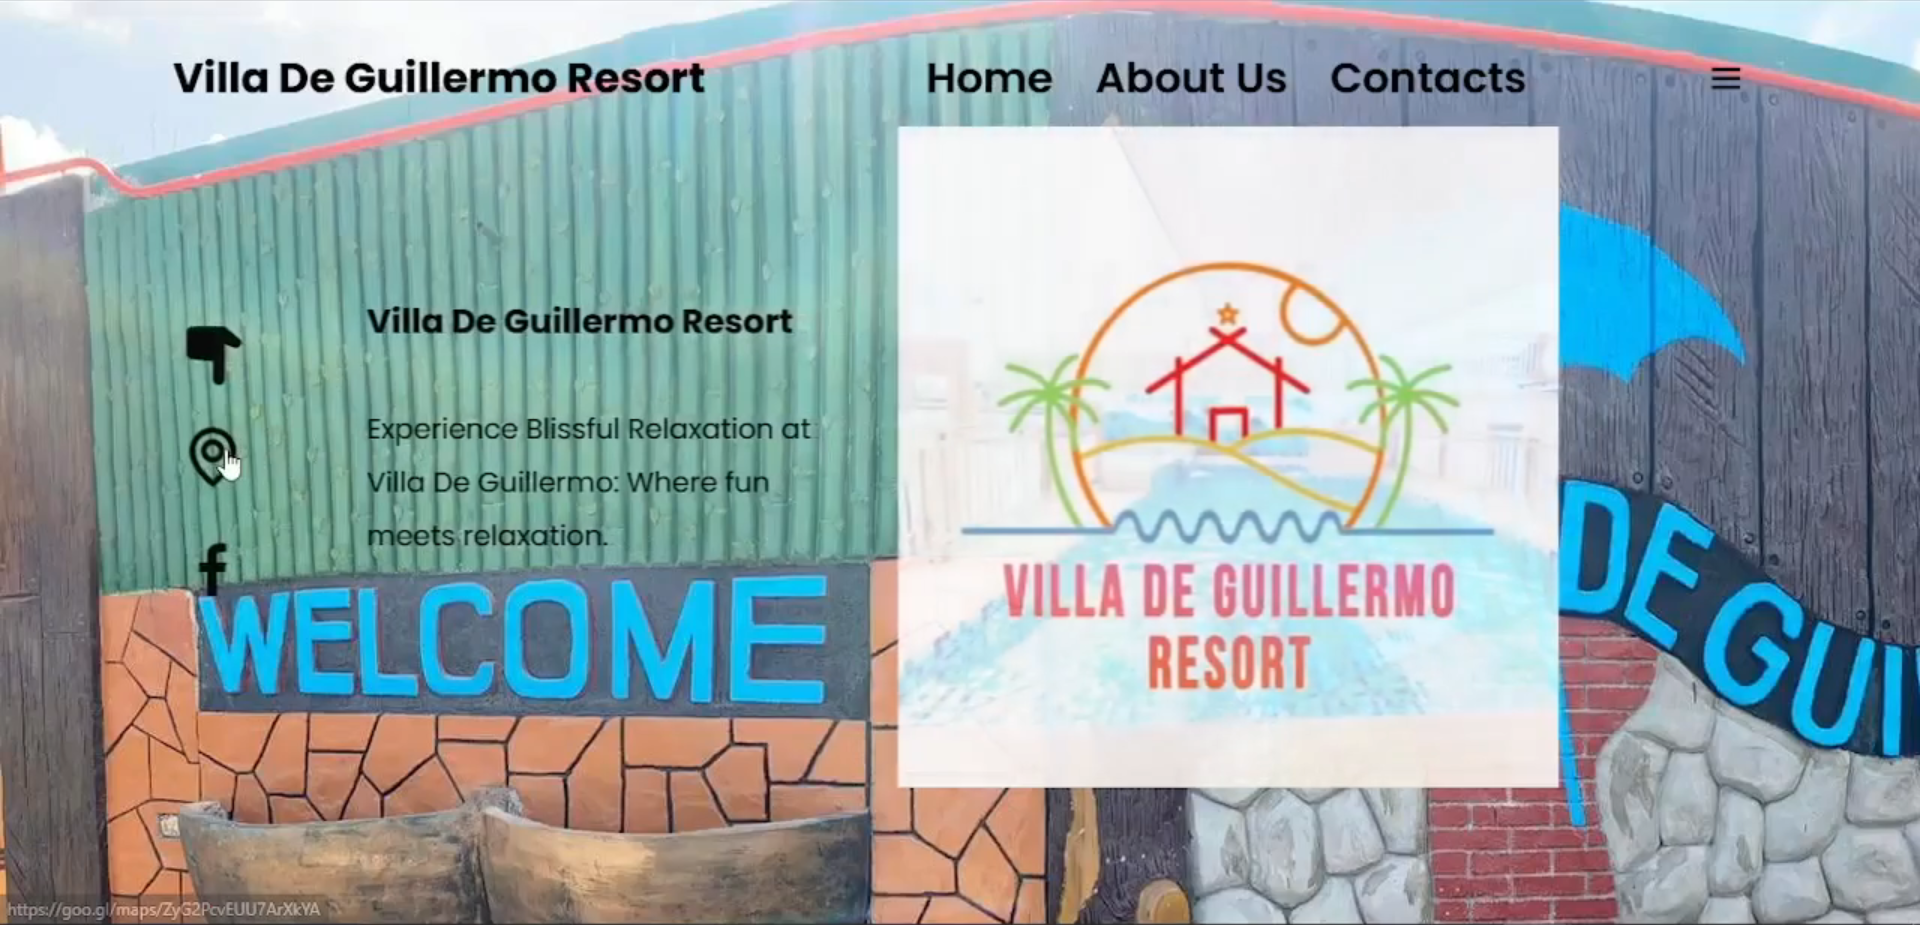 Villa De Guillermo Resort
Home About Us Contacts
Villa De Guillermo Resort
Experience Blissful Relaxation at
Villa De Guillermo: Where fun
meets relaxation.
WELCOME
VILLA DE GUILLERMO
RESORT
DE GUI
https://goo.gl/maps/ZyG2PcvEUU7ArXkYA